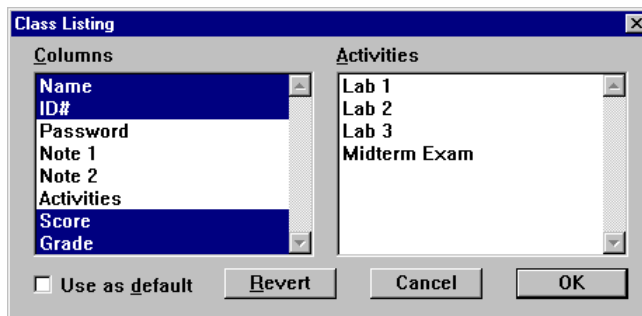 Class Listing
Columns
Name
ID#
Password
Note 1
Note 2
Activities
Score
Grade
Activities
Lab 1
Lab 2
Lab 3
Midterm Exam
Use as default
Revert
Cancel
OK